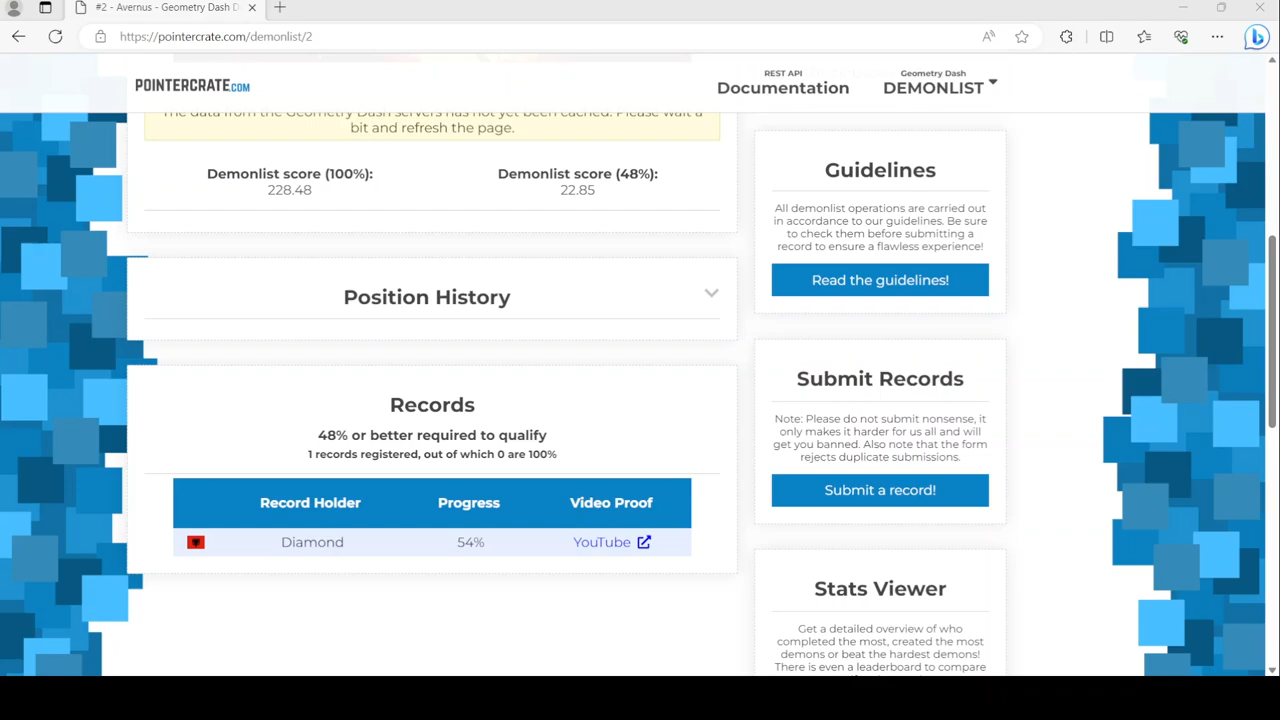 #2 - Avernus - Geometry Dash D
https://pointercrate.com/demonlist/2
POINTERCRATE.COM
REST API
Documentation
Geometry Dash
DEMONLIST
The data from the Geometry Dash servers has not yet been cached. Please wait a
bit and refresh the page.
Demonlist score (100%):
228.48
Demonlist score (48%):
22.85
Position History
Records
48% or better required to qualify
1 records registered, out of which 0 are 100%
Record Holder Progress Video Proof
Diamond 54% YouTube
Guidelines
All demonlist operations are carried out
in accordance to our guidelines. Be sure
to check them before submitting a
record to ensure a flawless experience!
Read the guidelines!
Submit Records
Note: Please do not submit nonsense, it
only makes it harder for us all and will
get you banned. Also note that the form
rejects duplicate submissions.
Submit a record!
Stats Viewer
Get a detailed overview of who
completed the most, created the most
demons or beat the hardest demons!
There is even a leaderboard to compare